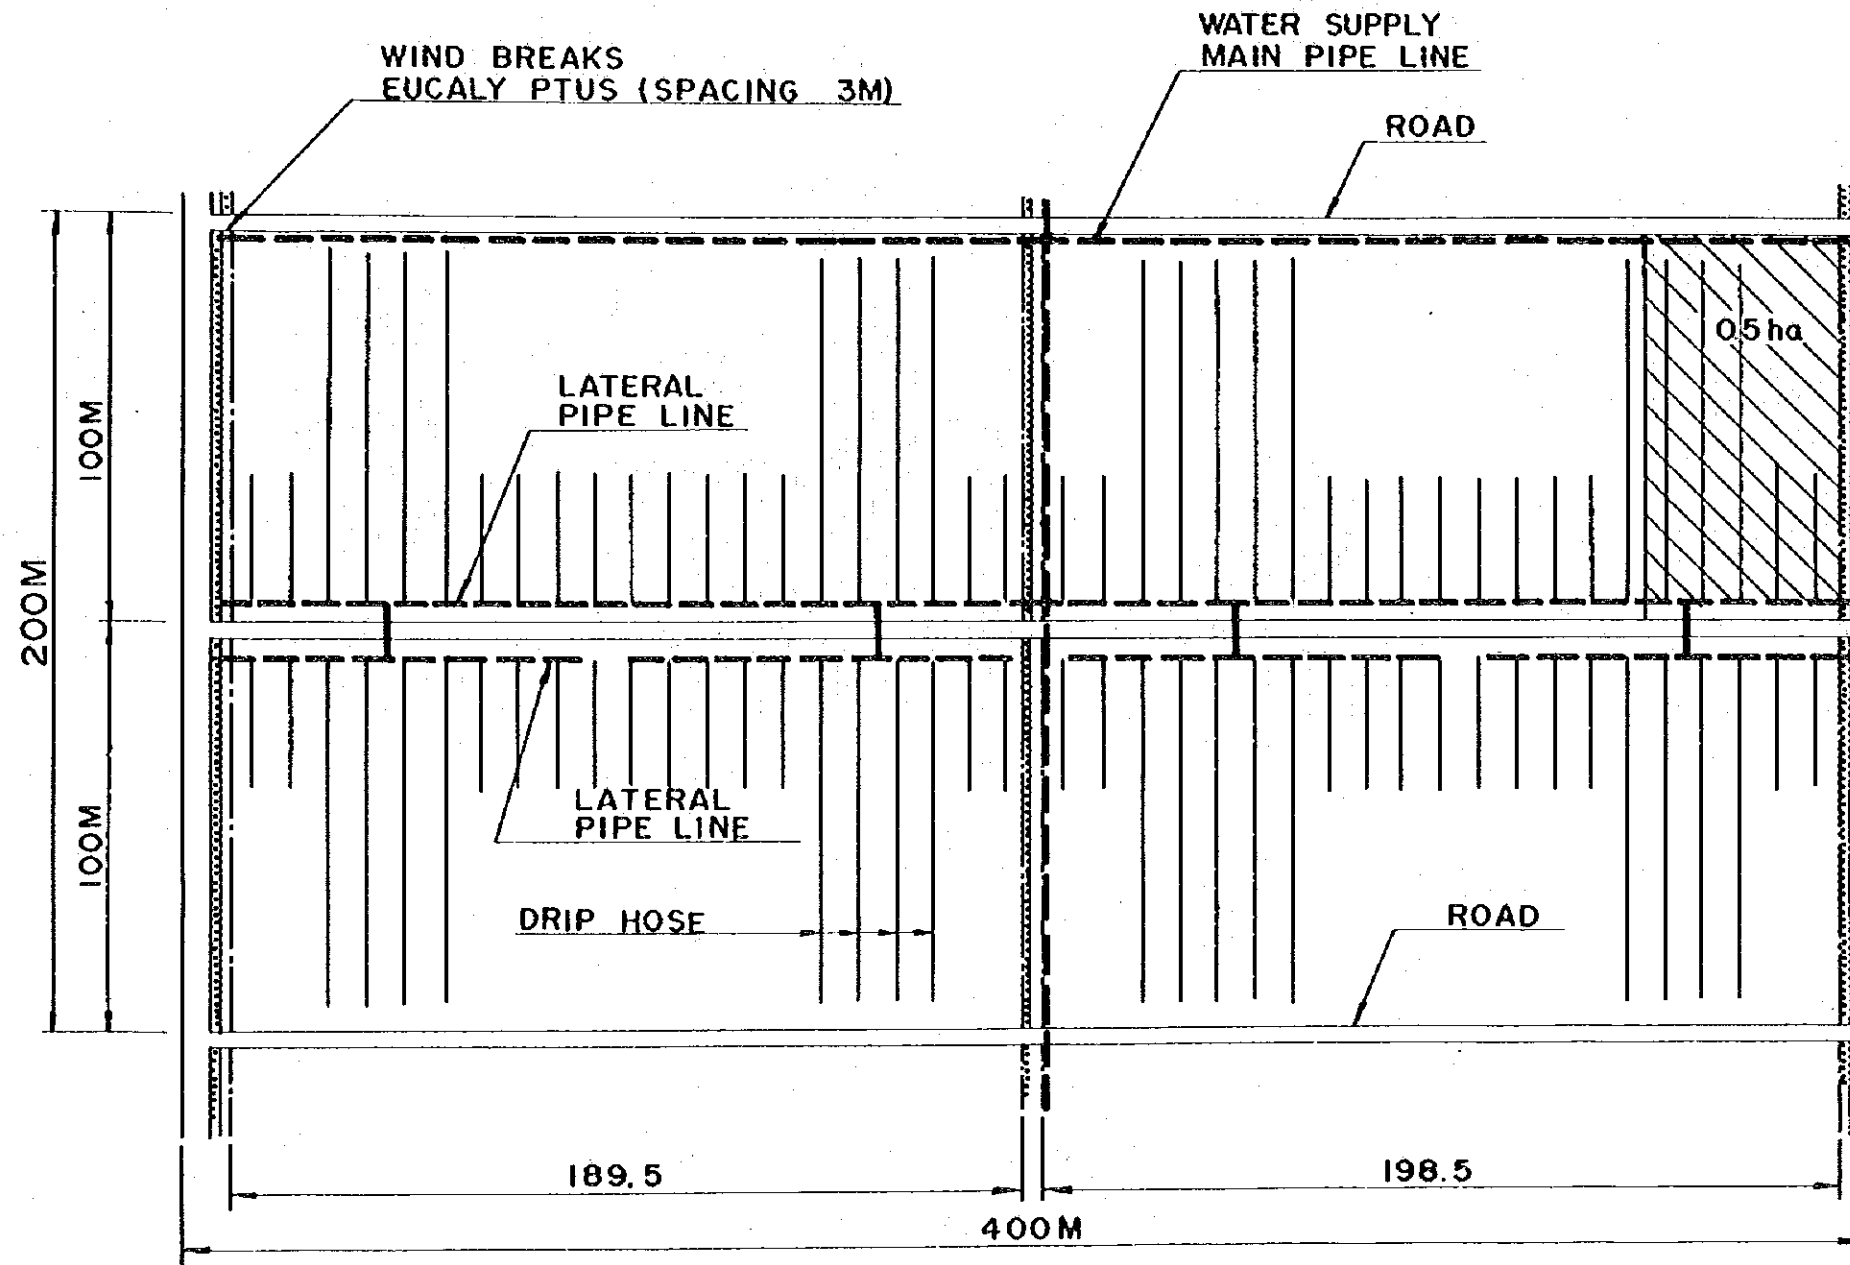 WATER SUPPLY
MAIN PIPE LINE
WIND BREAKS
EUCALY PTUS (SPACING 3M)
ROAD
0.5 ha
LATERAL
PIPE LINE
100M
200M
100M
LATERAL
PIPE LINE
DRIP HOSE
ROAD
189.5
198.5
400M